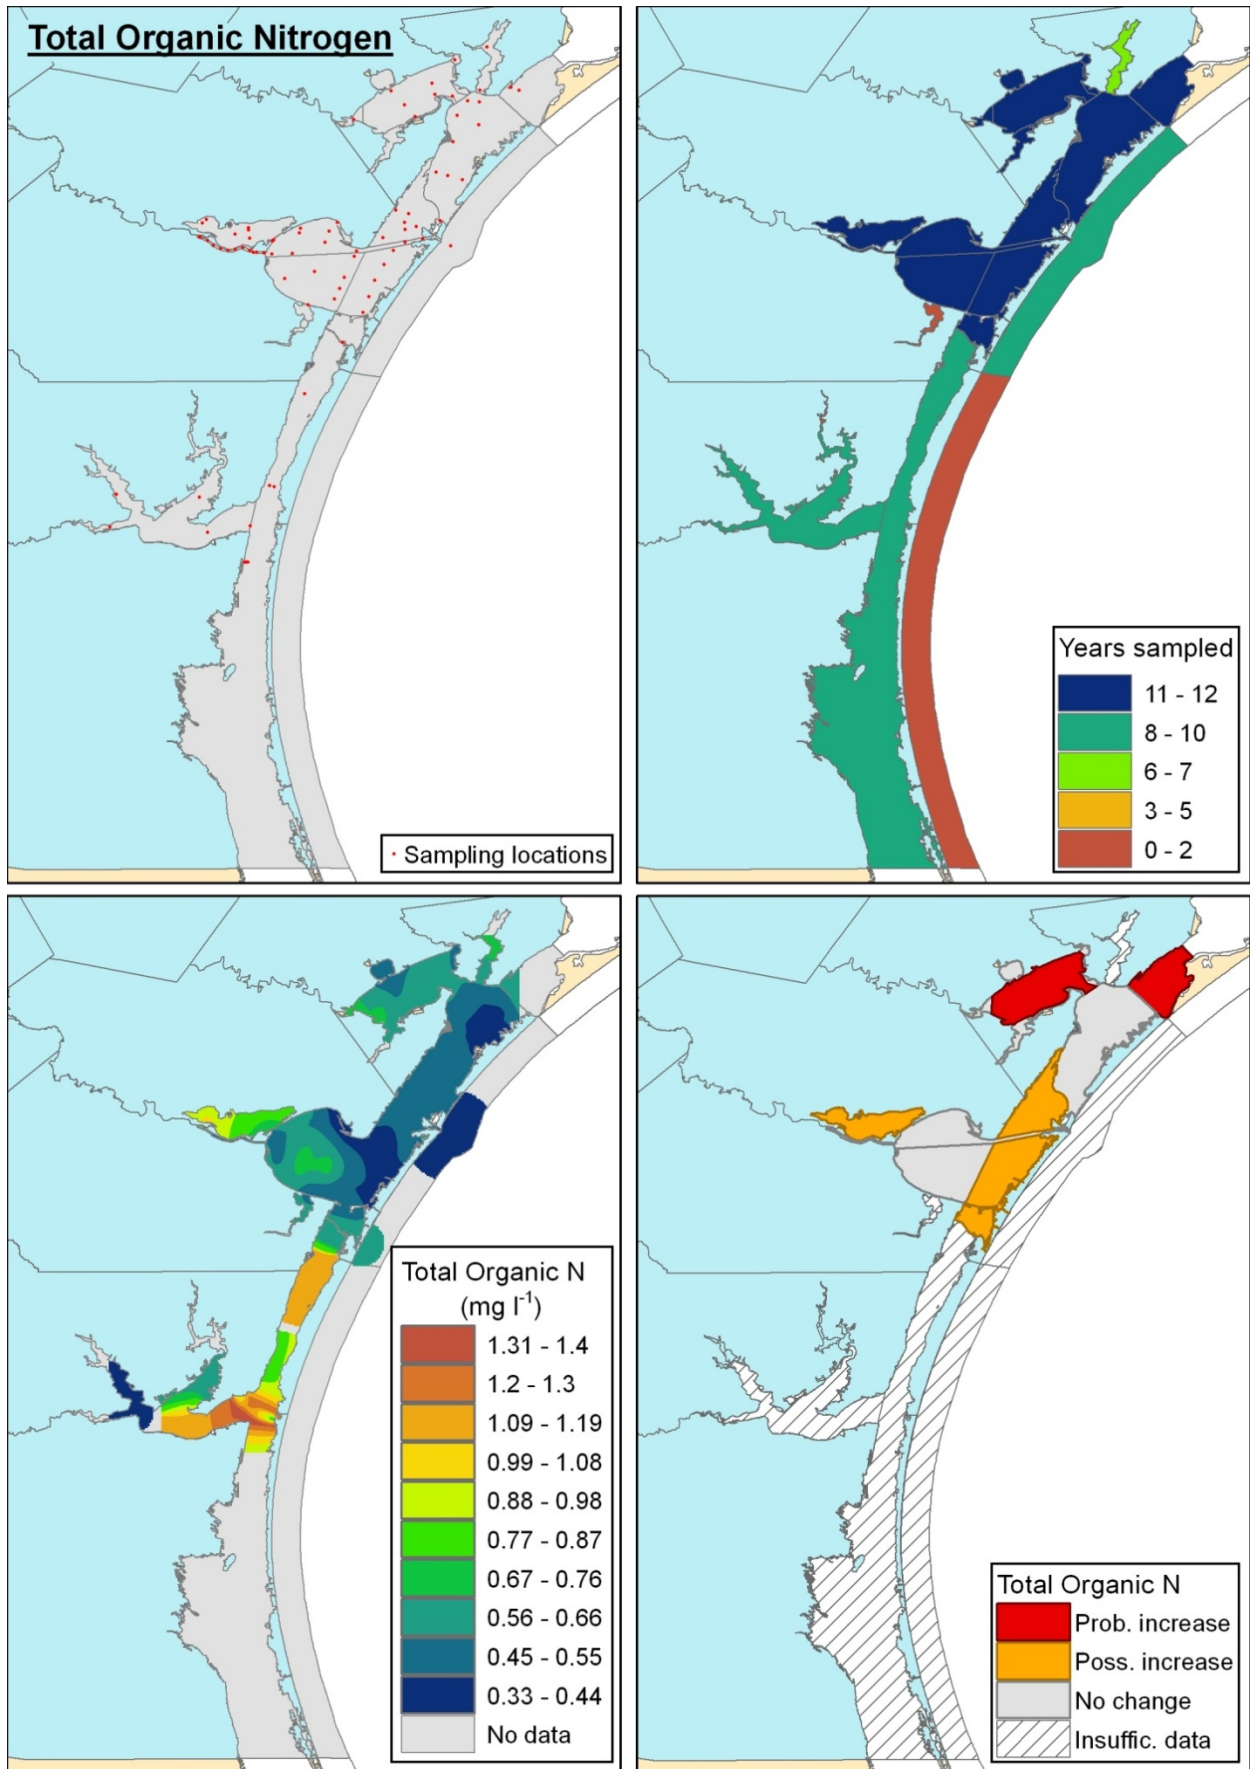 Total Organic Nitrogen
Sampling locations
Years sampled
11 - 12
8 - 10
6 - 7
3 - 5
0 - 2
Total Organic N
(mg l⁻¹)
1.31 - 1.4
1.2 - 1.3
1.09 - 1.19
0.99 - 1.08
0.88 - 0.98
0.77 - 0.87
0.67 - 0.76
0.56 - 0.66
0.45 - 0.55
0.33 - 0.44
No data
Total Organic N
Prob. increase
Poss. increase
No change
Insuffic. data